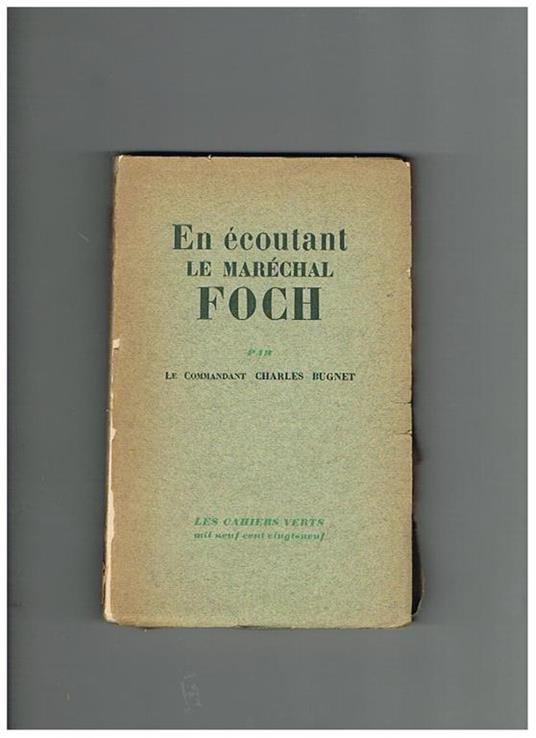 En écoutant
LE MARÉCHAL
FOCH
PAR
LE COMMANDANT CHARLES BUGNET
LES CAHIERS VERTS
mil neuf cent vingt-neuf